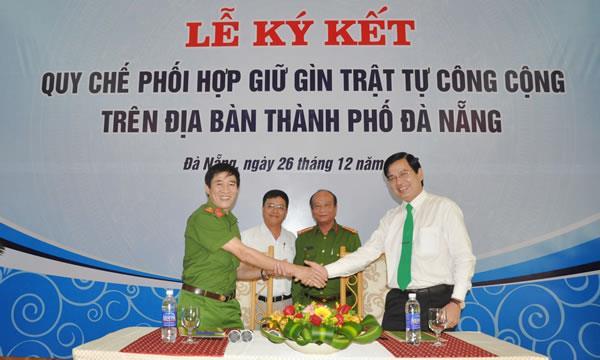 LỄ KÝ KẾT
QUY CHẾ PHỐI HỢP GIỮ GÌN TRẬT TỰ CÔNG CỘNG
TRÊN ĐỊA BÀN THÀNH PHỐ ĐÀ NẴNG
Đà Nẵng, ngày 26 tháng 12 năm